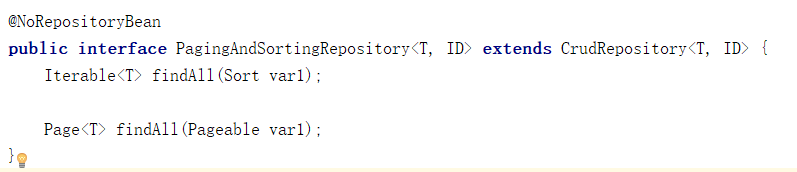 @NoRepositoryBean
public interface PagingAndSortingRepository<T, ID> extends CrudRepository<T, ID> {
    Iterable<T> findAll(Sort var1);

    Page<T> findAll(Pageable var1);
}